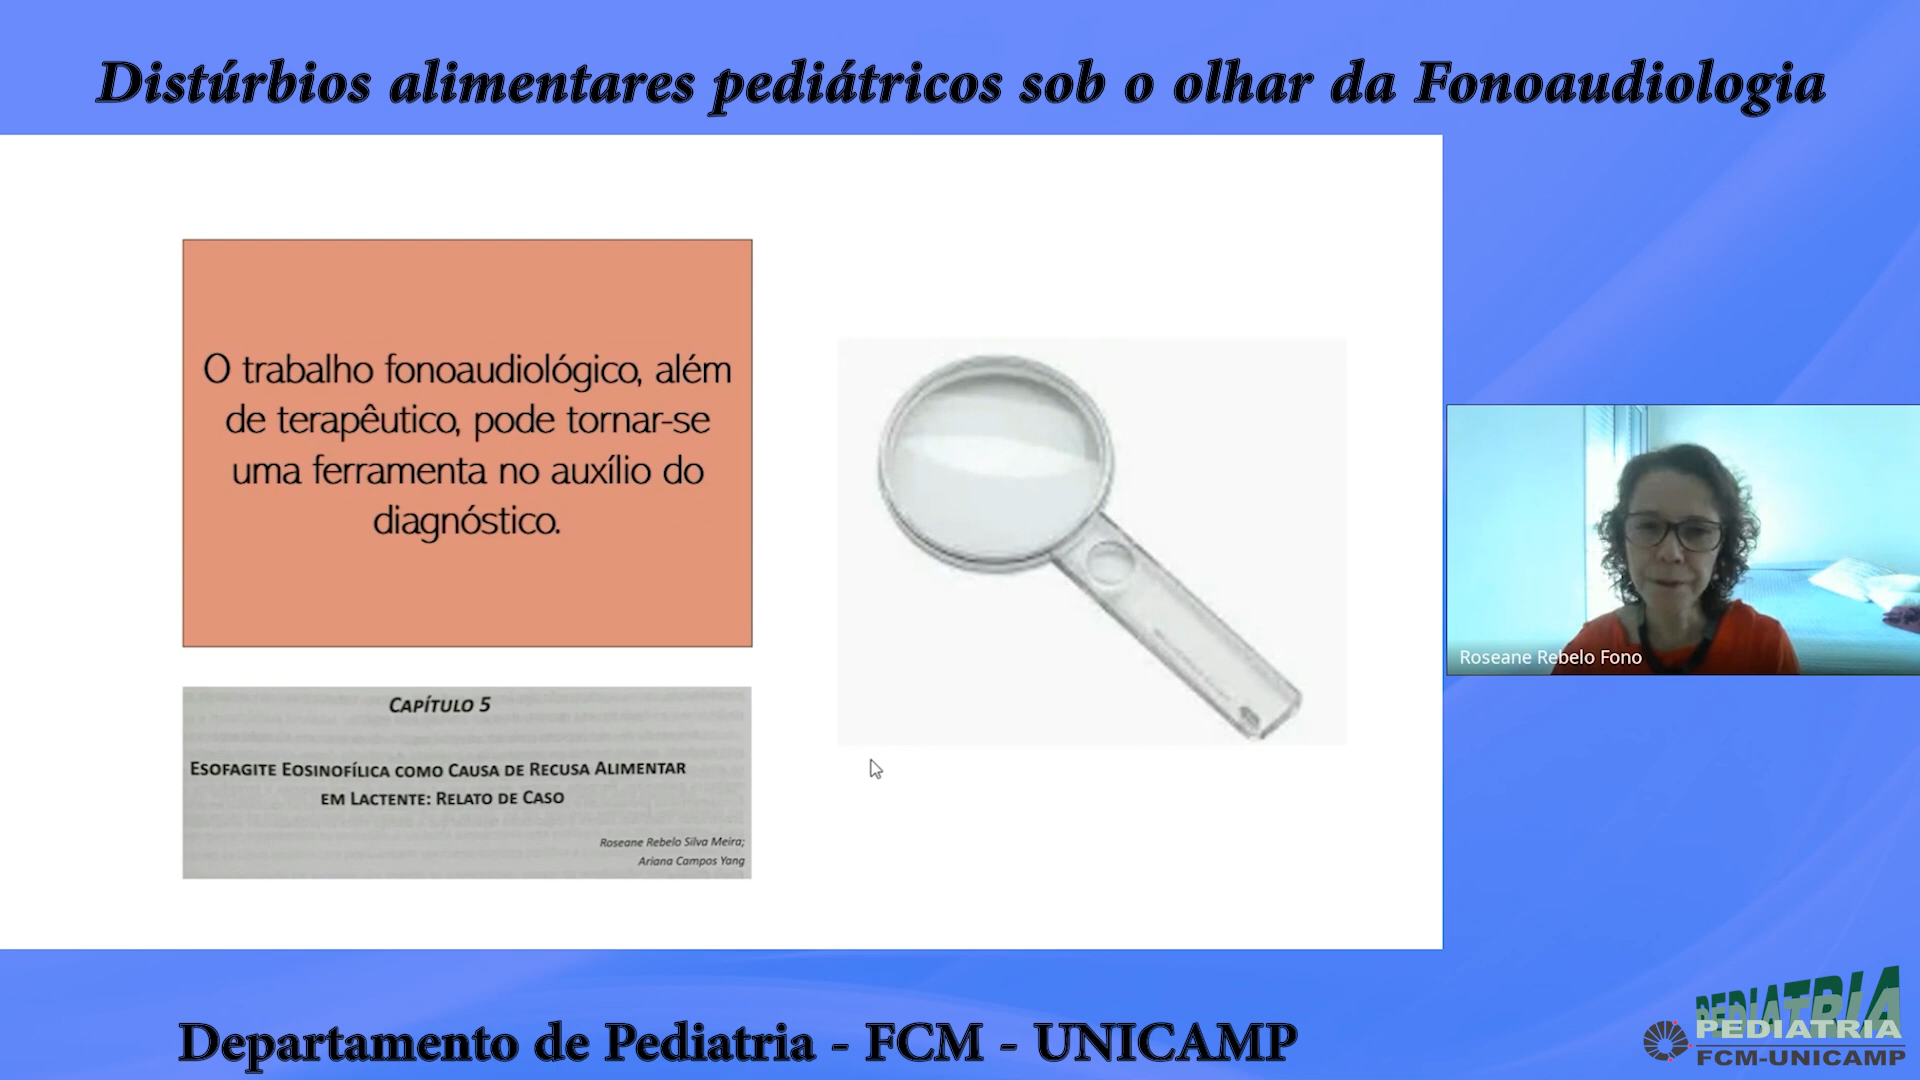 Distúrbios alimentares pediátricos sob o olhar da Fonoaudiologia
O trabalho fonoaudiológico, além
de terapêutico, pode tornar-se
uma ferramenta no auxílio do
diagnóstico.
CAPÍTULO 5
ESOFAGITE EOSINOFÍLICA COMO CAUSA DE RECUSA ALIMENTAR
EM LACTENTE: RELATO DE CASO
Roseane Rebelo Silva Meira;
Ariana Campos Yang
Roseane Rebelo Fono
Departamento de Pediatria - FCM - UNICAMP
PEDIATRIA
PEDIATRIA
FCM-UNICAMP